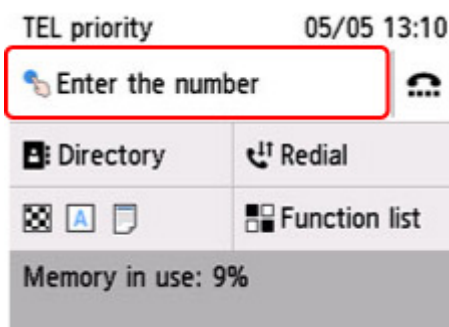 TEL priority 05/05 13:10
Enter the number
Directory Redial
A Function list
Memory in use: 9%